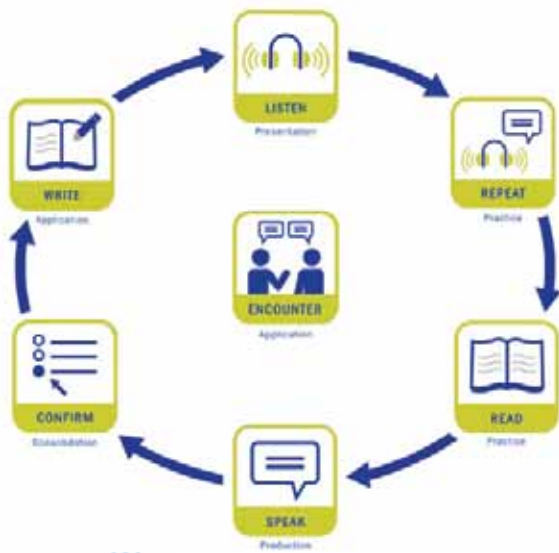 LISTEN
Presentation
REPEAT
Practice
READ
Practice
SPEAK
Production
CONFIRM
Consolidation
WRITE
Application
ENCOUNTER
Application